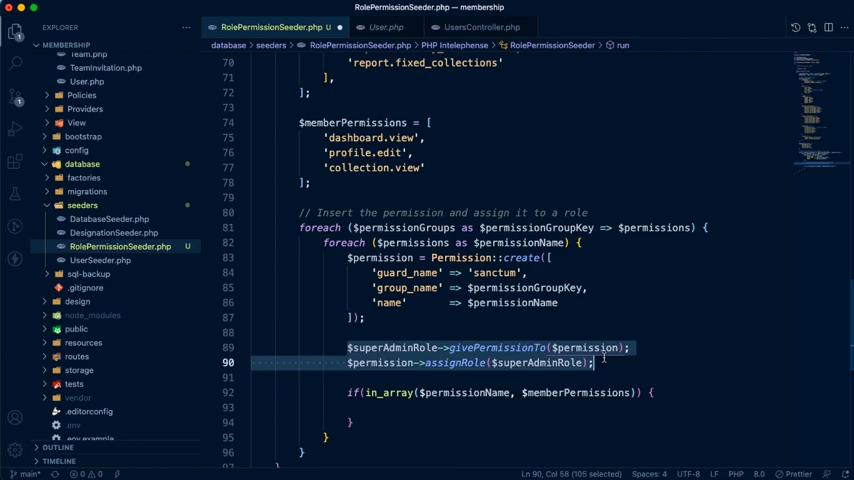 RolePermissionSeeder.php — membership
EXPLORER
RolePermissionSeeder.php U
User.php
UsersController.php
database > seeders > RolePermissionSeeder.php > PHP Intelephense > RolePermissionSeeder > run
MEMBERSHIP
Team.php
TeamInvitation.php
User.php
Policies
Providers
View
bootstrap
config
database
factories
migrations
seeders
DatabaseSeeder.php
DesignationSeeder.php
RolePermissionSeeder.php U
UserSeeder.php
sql-backup
.gitignore
design
node_modules
public
resources
routes
storage
tests
vendor
.editorconfig
.env
.env.example
OUTLINE
TIMELINE
70 'report.fixed_collections'
71 ],
72 ];
73
74 $memberPermissions = [
75 'dashboard.view',
76 'profile.edit',
77 'collection.view'
78 ];
79
80 // Insert the permission and assign it to a role
81 foreach ($permissionGroups as $permissionGroupKey => $permissions) {
82 foreach ($permissions as $permissionName) {
83 $permission = Permission::create([
84 'guard_name' => 'sanctum',
85 'group_name' => $permissionGroupKey,
86 'name' => $permissionName
87 ]);
88
89 $superAdminRole->givePermissionTo($permission);
90 $permission->assignRole($superAdminRole);
91
92 if(in_array($permissionName, $memberPermissions)) {
93
94 }
95 }
96 }
97 }
main*
0 0
Ln 90, Col 58 (105 selected)
Spaces: 4
UTF-8
LF
PHP
8.0
Prettier